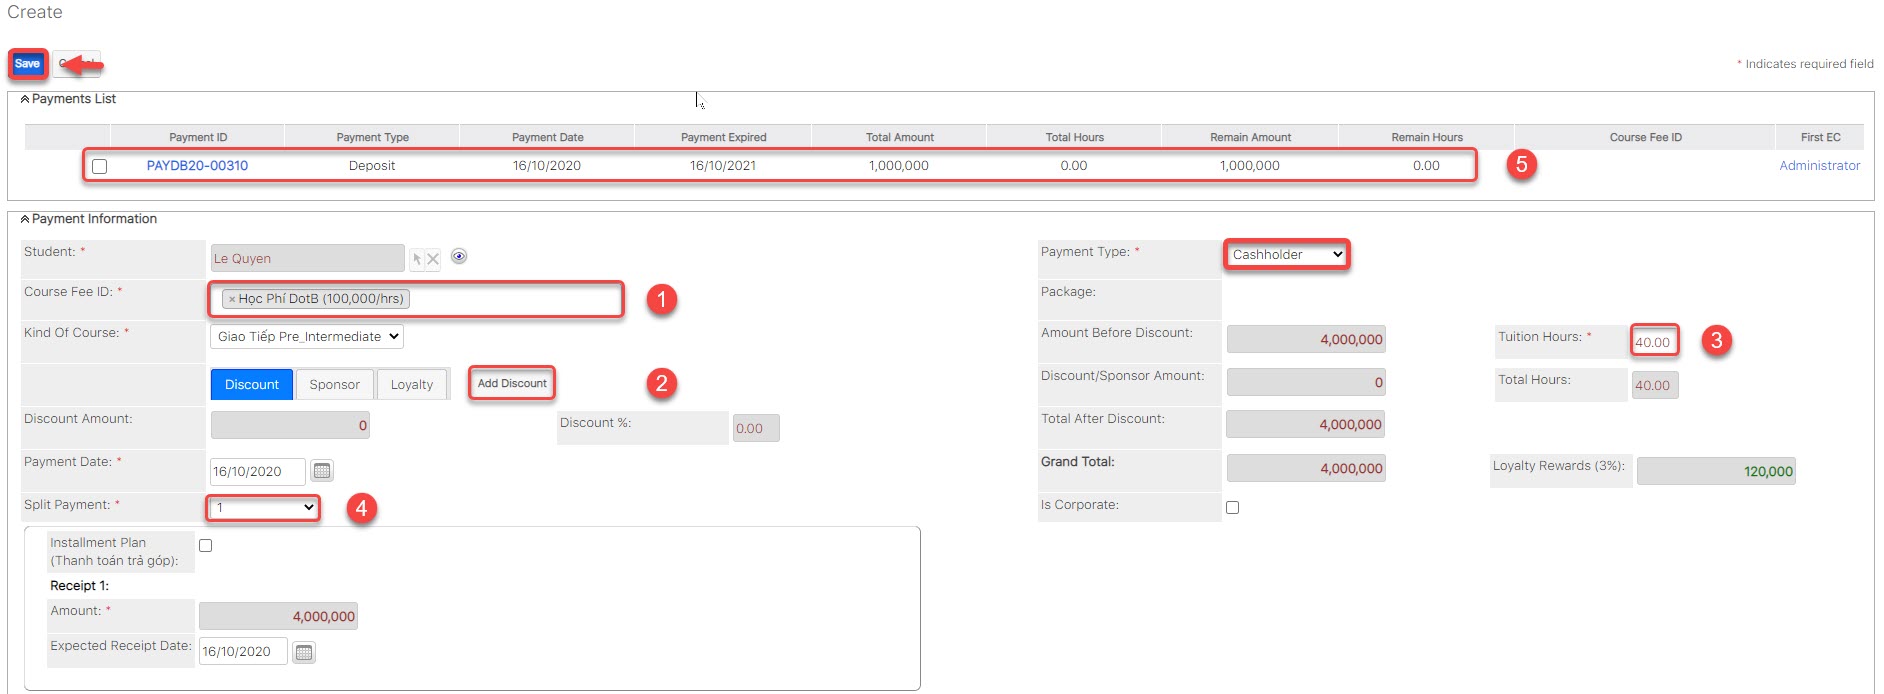 Create
Save
* Indicates required field
Payments List
Payment ID Payment Type Payment Date Payment Expired Total Amount Total Hours Remain Amount Remain Hours Course Fee ID First EC
PAYDB20-00310 Deposit 16/10/2020 16/10/2021 1,000,000 0.00 1,000,000 0.00 5 Administrator
Payment Information
Student: * Le Quyen Payment Type: * Cashholder
Course Fee ID: * × Học Phí DotB (100,000/hrs) 1 Package:
Kind Of Course: * Giao Tiếp Pre_Intermediate Amount Before Discount: 4,000,000 Tuition Hours: * 40.00 3
Discount Sponsor Loyalty Add Discount 2 Discount/Sponsor Amount: 0 Total Hours: 40.00
Discount Amount: 0 Discount %: 0.00 Total After Discount: 4,000,000
Payment Date: * 16/10/2020 Grand Total: 4,000,000 Loyalty Rewards (3%): 120,000
Split Payment: * 1 4 Is Corporate:
Installment Plan
(Thanh toán trả góp):
Receipt 1:
Amount: * 4,000,000
Expected Receipt Date: 16/10/2020